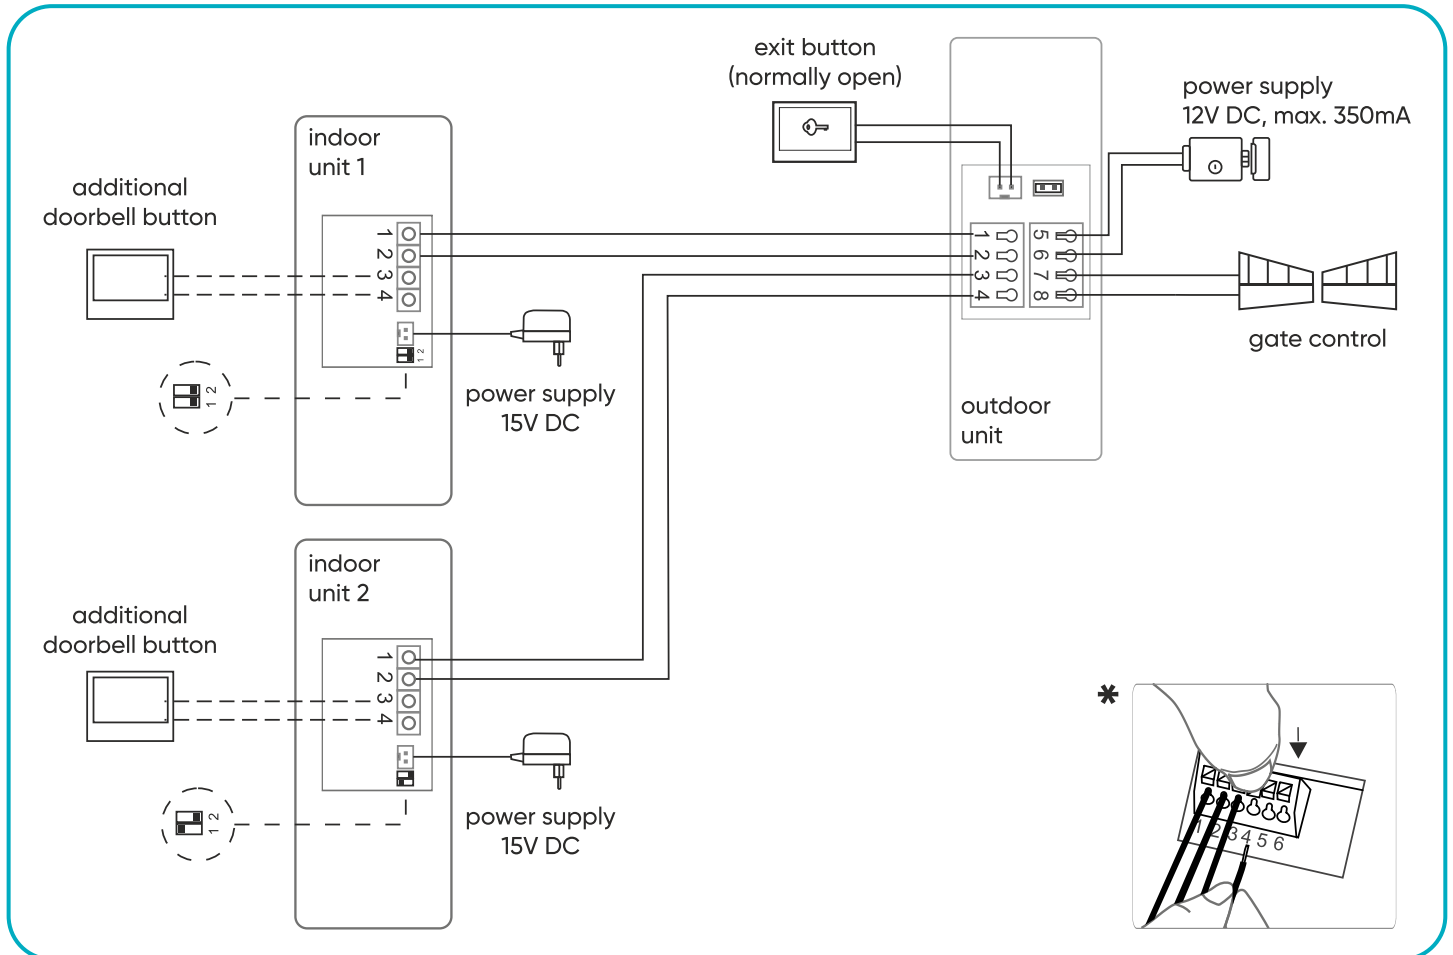 exit button
(normally open)
power supply
12V DC, max. 350mA
indoor
unit 1
additional
doorbell button
1
2
3
4
1 2
1 2
power supply
15V DC
1
2
3
4
5
6
7
8
gate control
outdoor
unit
indoor
unit 2
additional
doorbell button
1
2
3
4
1 2
power supply
15V DC
*
1 2 3 4 5 6